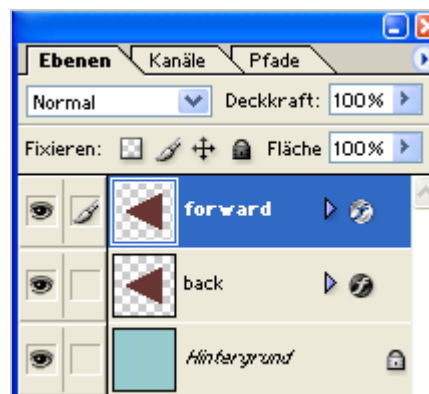 Ebenen Kanäle Pfade
Normal Deckkraft: 100%
Fixieren: Fläche 100%
forward
back
Hintergrund